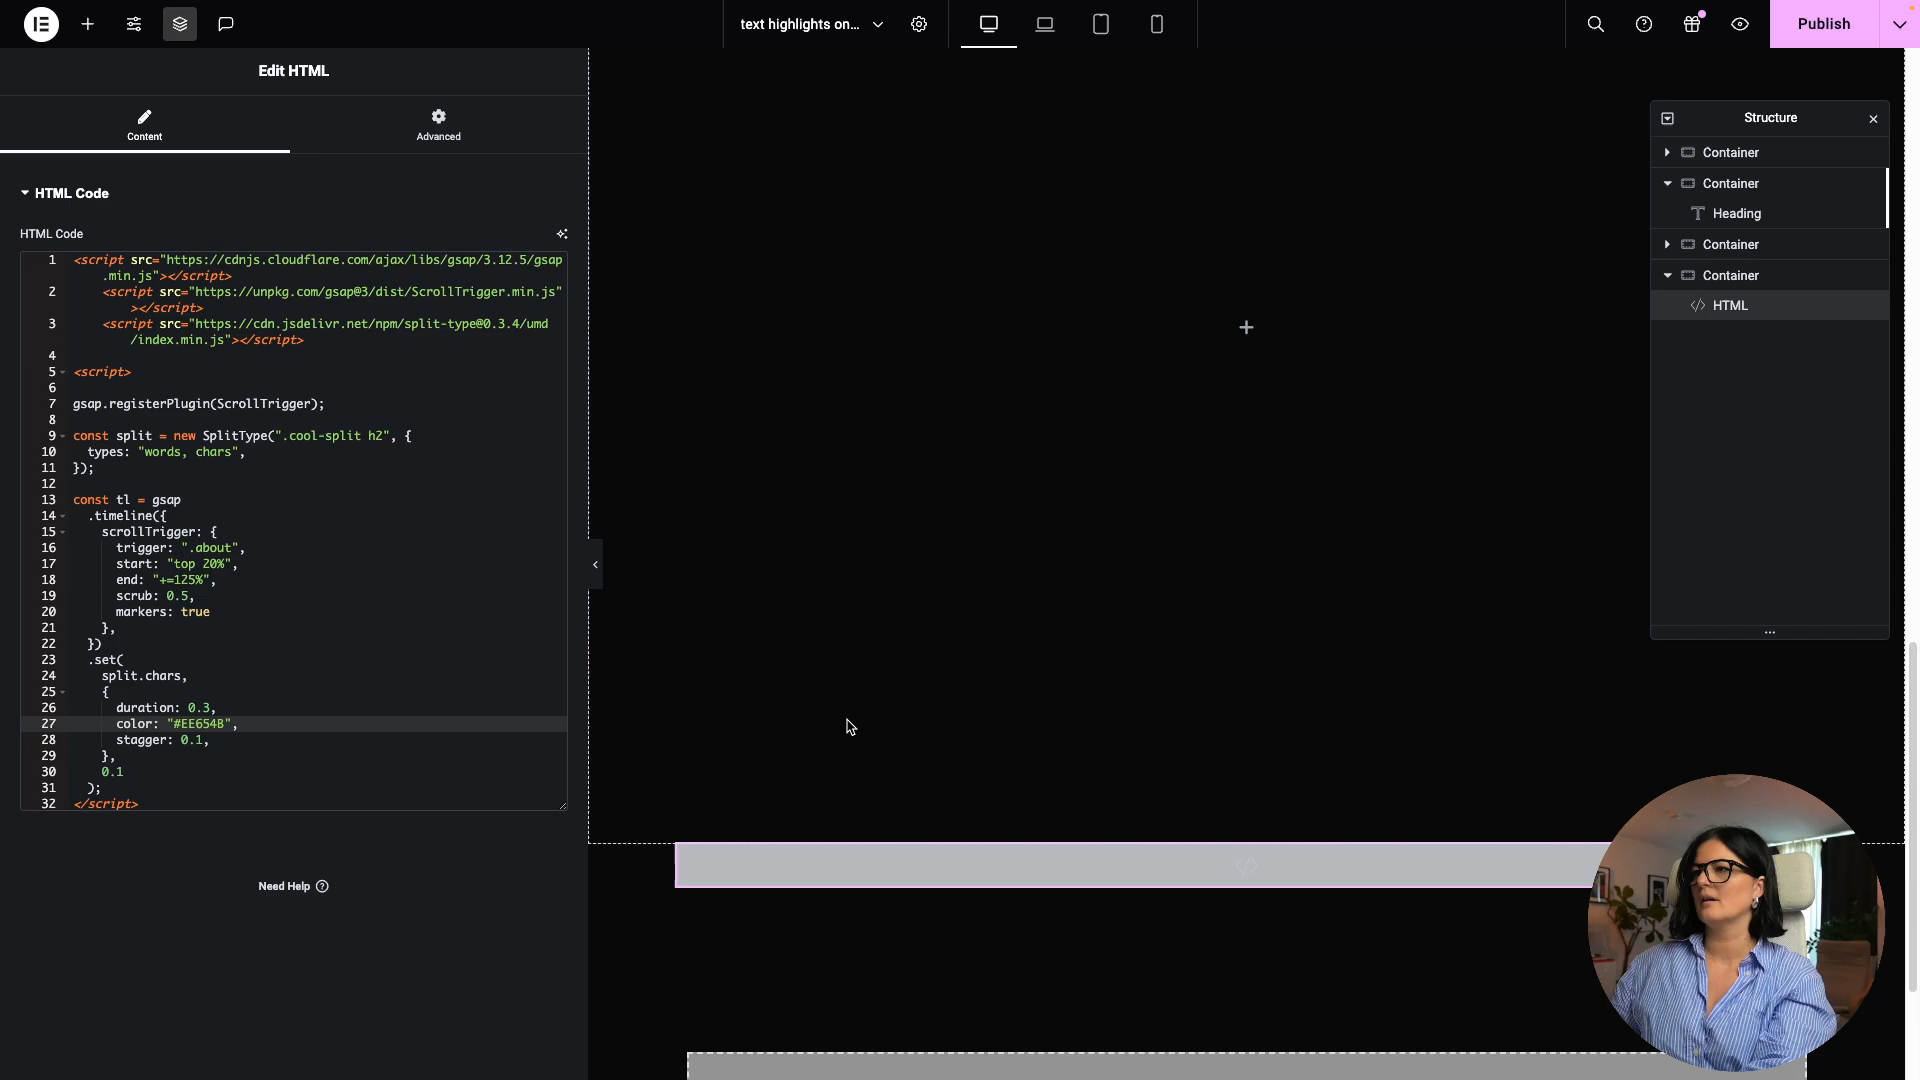 text highlights on...
Publish
Edit HTML
Content
Advanced
HTML Code
HTML Code
1 <script src="https://cdnjs.cloudflare.com/ajax/libs/gsap/3.12.5/gsap
.min.js"></script>
2 <script src="https://unpkg.com/gsap@3/dist/ScrollTrigger.min.js"
></script>
3 <script src="https://cdn.jsdelivr.net/npm/split-type@0.3.4/umd
/index.min.js"></script>
4
5 <script>
6
7 gsap.registerPlugin(ScrollTrigger);
8
9 const split = new SplitType(".cool-split h2", {
10 types: "words, chars",
11 });
12
13 const tl = gsap
14 .timeline({
15 scrollTrigger: {
16 trigger: ".about",
17 start: "top 20%",
18 end: "+=125%",
19 scrub: 0.5,
20 markers: true
21 },
22 })
23 .set(
24 split.chars,
25 {
26 duration: 0.3,
27 color: "#EE654B",
28 stagger: 0.1,
29 },
30 0.1
31 );
32 </script>
Need Help
Structure
Container
Container
Heading
Container
Container
HTML